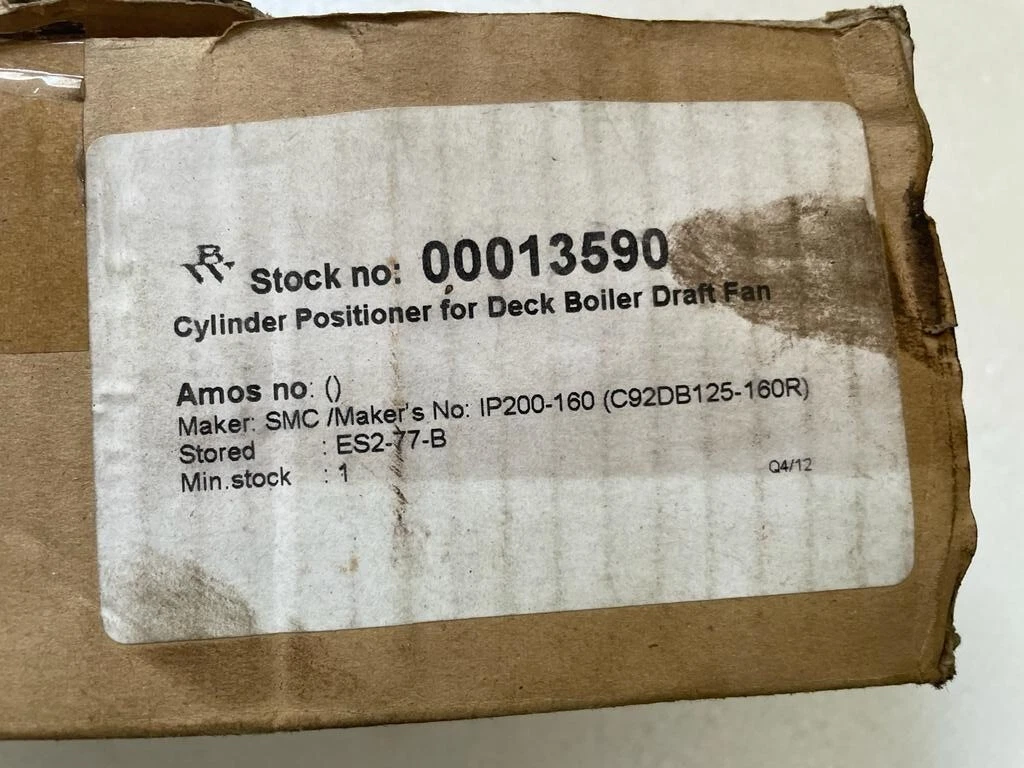 Stock no: 00013590
Cylinder Positioner for Deck Boiler Draft Fan
Amos no: ()
Maker: SMC /Maker's No: IP200-160 (C92DB125-160R)
Stored : ES2-77-B
Min.stock : 1
Q4/12